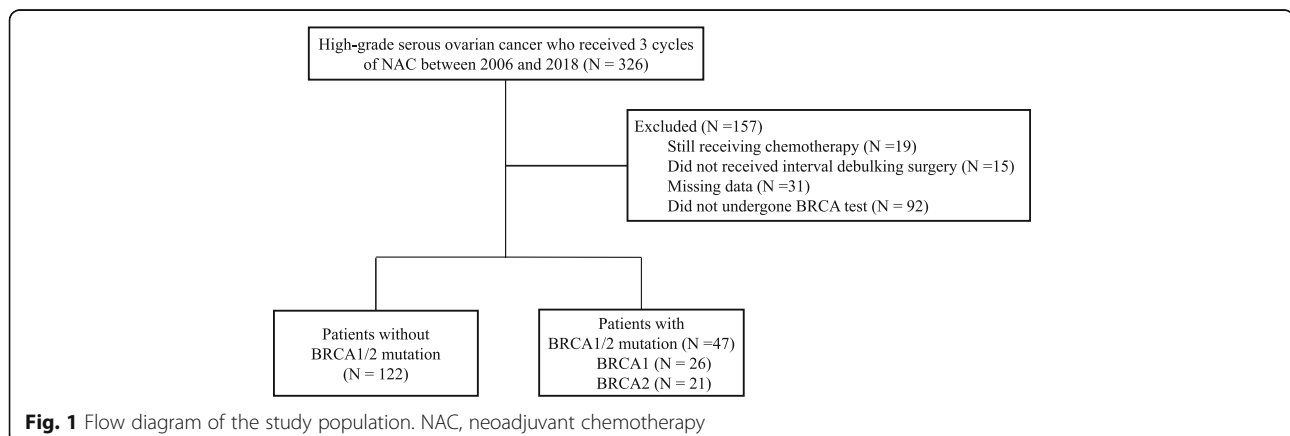 High-grade serous ovarian cancer who received 3 cycles
of NAC between 2006 and 2018 (N = 326)
Excluded (N =157)
Still receiving chemotherapy (N =19)
Did not received interval debulking surgery (N =15)
Missing data (N =31)
Did not undergone BRCA test (N = 92)
Patients without
BRCA1/2 mutation
(N = 122)
Patients with
BRCA1/2 mutation (N =47)
BRCA1 (N = 26)
BRCA2 (N = 21)
Fig. 1 Flow diagram of the study population. NAC, neoadjuvant chemotherapy